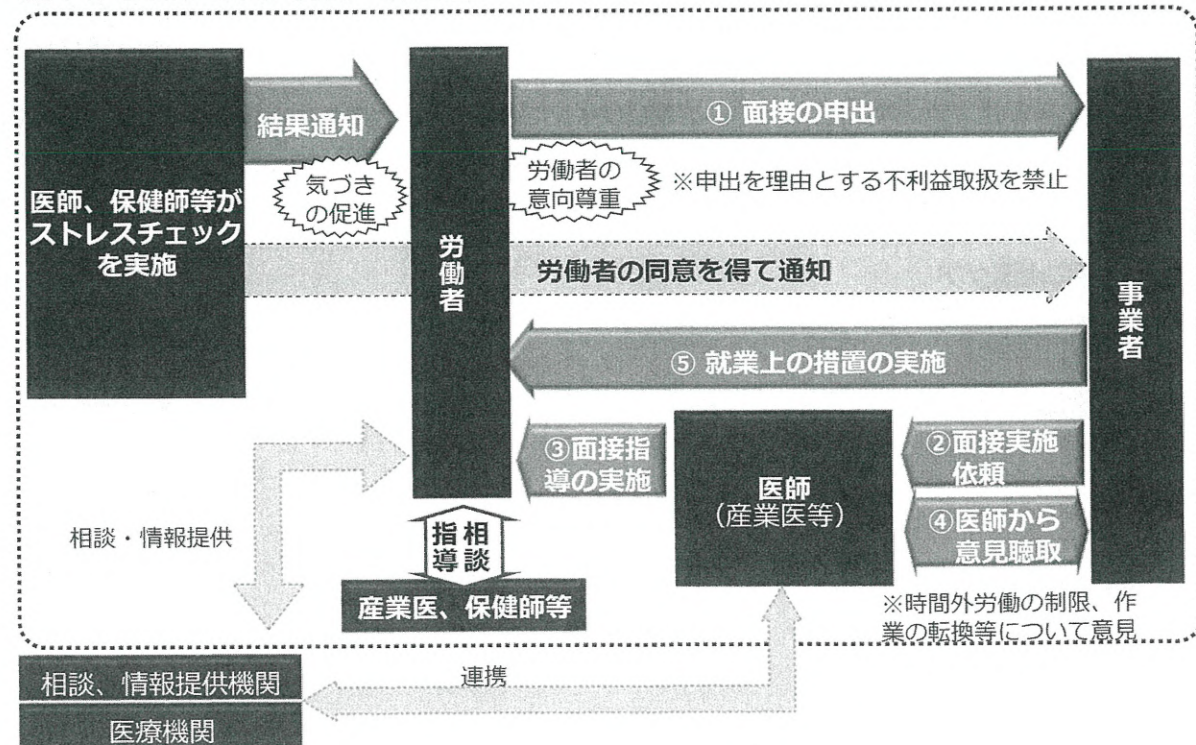 医師、保健師等が
ストレスチェック
を実施
結果通知
気づき
の促進
労働者
① 面接の申出
労働者の
意向尊重
※申出を理由とする不利益取扱を禁止
労働者の同意を得て通知
事業者
⑤ 就業上の措置の実施
③面接指
導の実施
医師
（産業医等）
②面接実施
依頼
④医師から
意見聴取
※時間外労働の制限、作
業の転換等について意見
相談・情報提供
相談
指導
産業医、保健師等
相談、情報提供機関
医療機関
連携